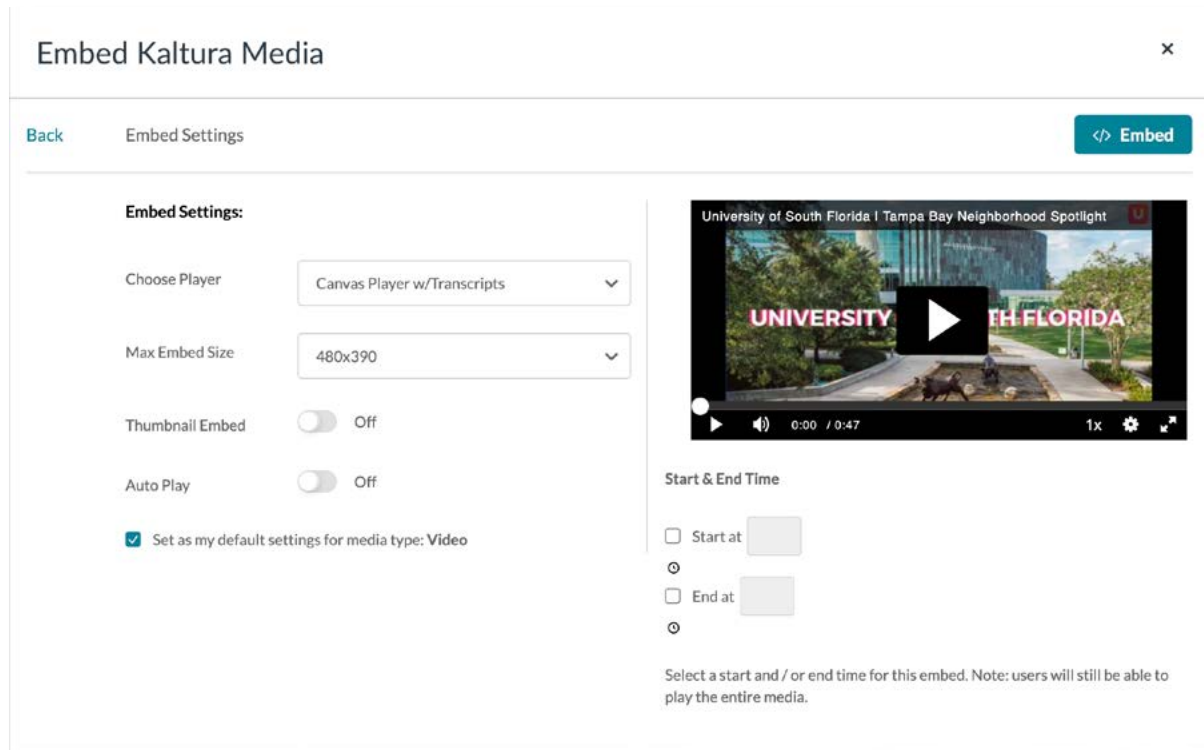 Embed Kaltura Media
×
Back
Embed Settings
</> Embed
Embed Settings:
Choose Player
Canvas Player w/Transcripts
Max Embed Size
480x390
Thumbnail Embed
Off
Auto Play
Off
Set as my default settings for media type: Video
University of South Florida | Tampa Bay Neighborhood Spotlight
U
UNIVERSITY TH FLORIDA
0:00 / 0:47
1x
Start & End Time
Start at
End at
Select a start and / or end time for this embed. Note: users will still be able to
play the entire media.